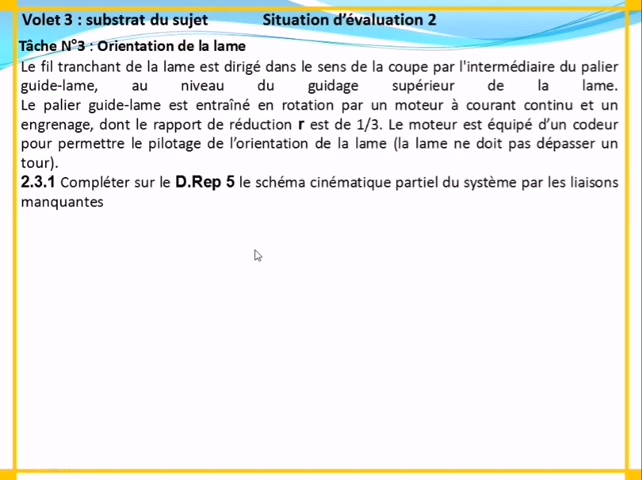 Volet 3 : substrat du sujet Situation d’évaluation 2
Tâche N°3 : Orientation de la lame
Le fil tranchant de la lame est dirigé dans le sens de la coupe par l'intermédiaire du palier
guide-lame, au niveau du guidage supérieur de la lame.
Le palier guide-lame est entraîné en rotation par un moteur à courant continu et un
engrenage, dont le rapport de réduction r est de 1/3. Le moteur est équipé d’un codeur
pour permettre le pilotage de l’orientation de la lame (la lame ne doit pas dépasser un
tour).
2.3.1 Compléter sur le D.Rep 5 le schéma cinématique partiel du système par les liaisons
manquantes